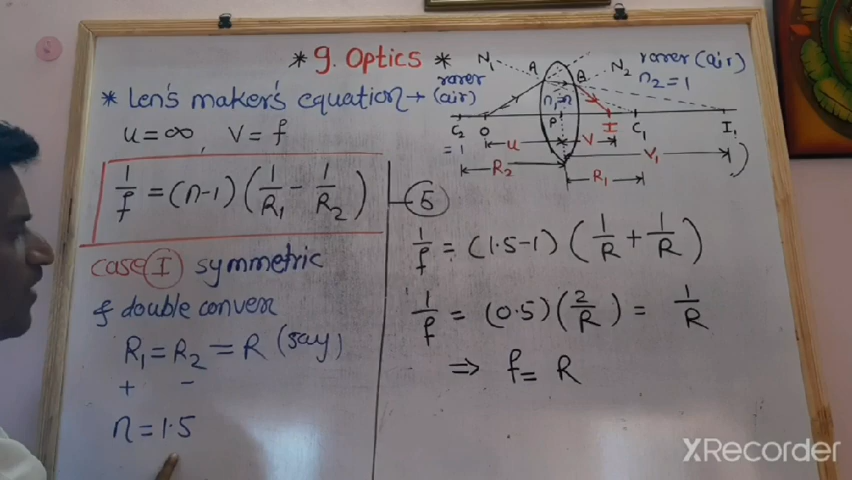 * 9. Optics *
* Len's maker's equation →
u = ∞ , v = f
1/f = (n-1) (1/R₁ - 1/R₂) 5
case I symmetric
& double convex
R₁ = R₂ = R (say)
+ -
n = 1.5
N₁ A B N₂
rarer (air)
rarer (air)
n₂ = 1
n₁ = n
C₂ O P I C₁ I₁
= 1
u v
R₂ v₁
R₁
1/f = (1.5-1) (1/R + 1/R)
1/f = (0.5) (2/R) = 1/R
⇒ f = R
XRecorder